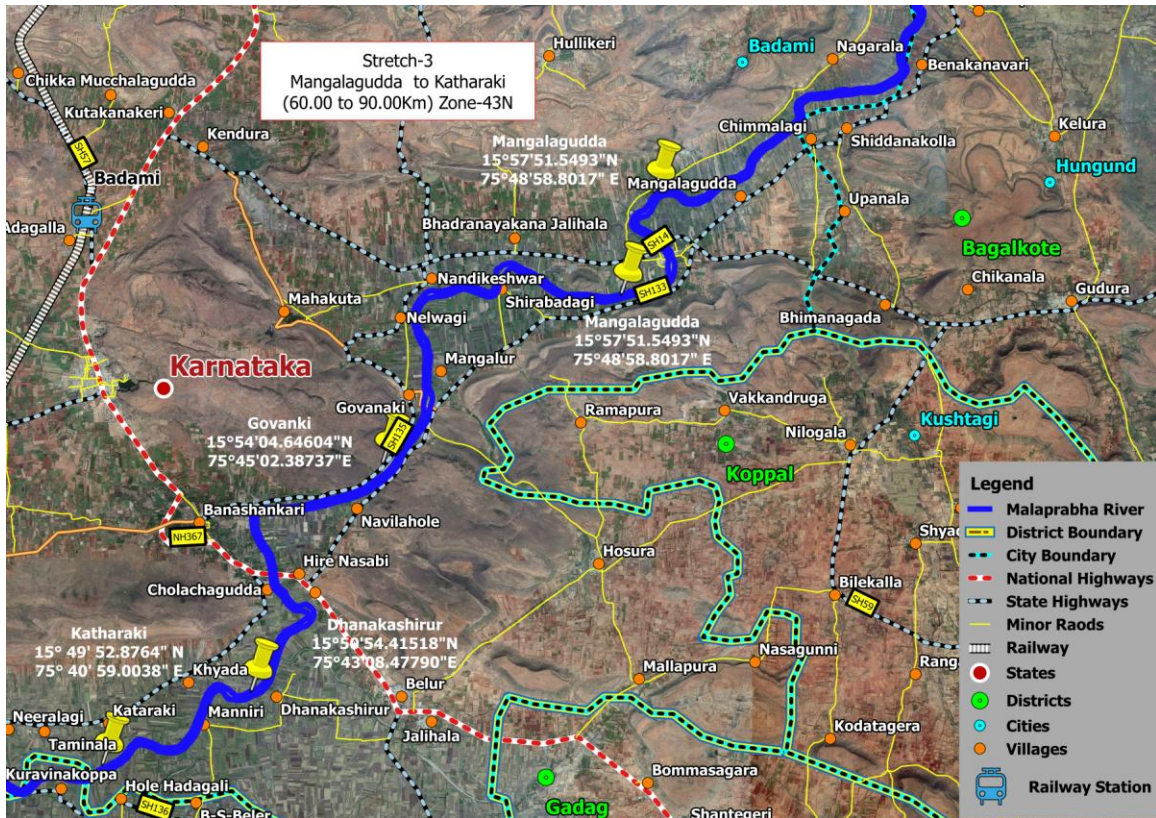 Stretch-3
Mangalagudda to Katharaki
(60.00 to 90.00Km) Zone-43N
Hullikeri
Badami
Nagarala
Benakanavari
Chikka Mucchalagudda
Kutakanakeri
Kendura
SH57
Badami
Adagalla
Mangalagudda
15°57'51.5493"N
75°48'58.8017" E
Chimmalagi
Shiddanakolla
Kelura
Hungund
Mangalagudda
Upanala
Bagalkote
Bhadranayakana Jalihala
SH14
Nandikeshwar
Chikanala
Mahakuta
Shirabadagi
SH133
Gudura
Nelwagi
Mangalagudda
15°57'51.5493"N
75°48'58.8017" E
Bhimanagada
Karnataka
Mangalur
Govanaki
Ramapura
Vakkandruga
Kushtagi
Govanki
15°54'04.64604"N
75°45'02.38737"E
SH135
Nilogala
Koppal
Banashankari
Navilahole
NH367
Hire Nasabi
Hosura
Cholachagudda
Bilekalla
SH59
Dhanakashirur
15°50'54.41518"N
75°43'08.47790"E
Katharaki
15° 49' 52.8764" N
75° 40' 59.0038" E
Khyada
Mallapura
Nasagunni
Belur
Dhanakashirur
Manniri
Neeralagi
Kataraki
Jalihala
Kodatagera
Taminala
Kuravinakoppa
Hole Hadagali
SH136
B-S-Beler
Gadag
Bommasagara
Shantegeri
Shyad
Ranga
Legend
Malaprabha River
District Boundary
City Boundary
National Highways
State Highways
Minor Raods
Railway
States
Districts
Cities
Villages
Railway Station